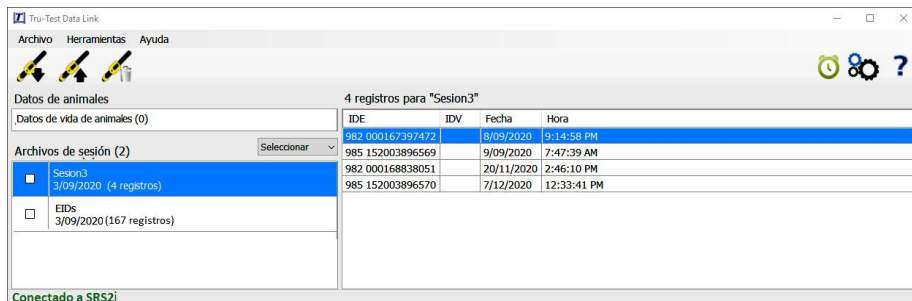 Tru-Test Data Link
Archivo Herramientas Ayuda
Datos de animales
Datos de vida de animales (0)
Archivos de sesión (2)
Seleccionar
Sesion3
3/09/2020 (4 registros)
EIDs
3/09/2020 (167 registros)
4 registros para "Sesion3"
IDE IDV Fecha Hora
982 000167397472 8/09/2020 9:14:58 PM
985 152003896569 9/09/2020 7:47:39 AM
982 000168838051 20/11/2020 2:46:10 PM
985 152003896570 7/12/2020 12:33:41 PM
Conectado a SRS2i